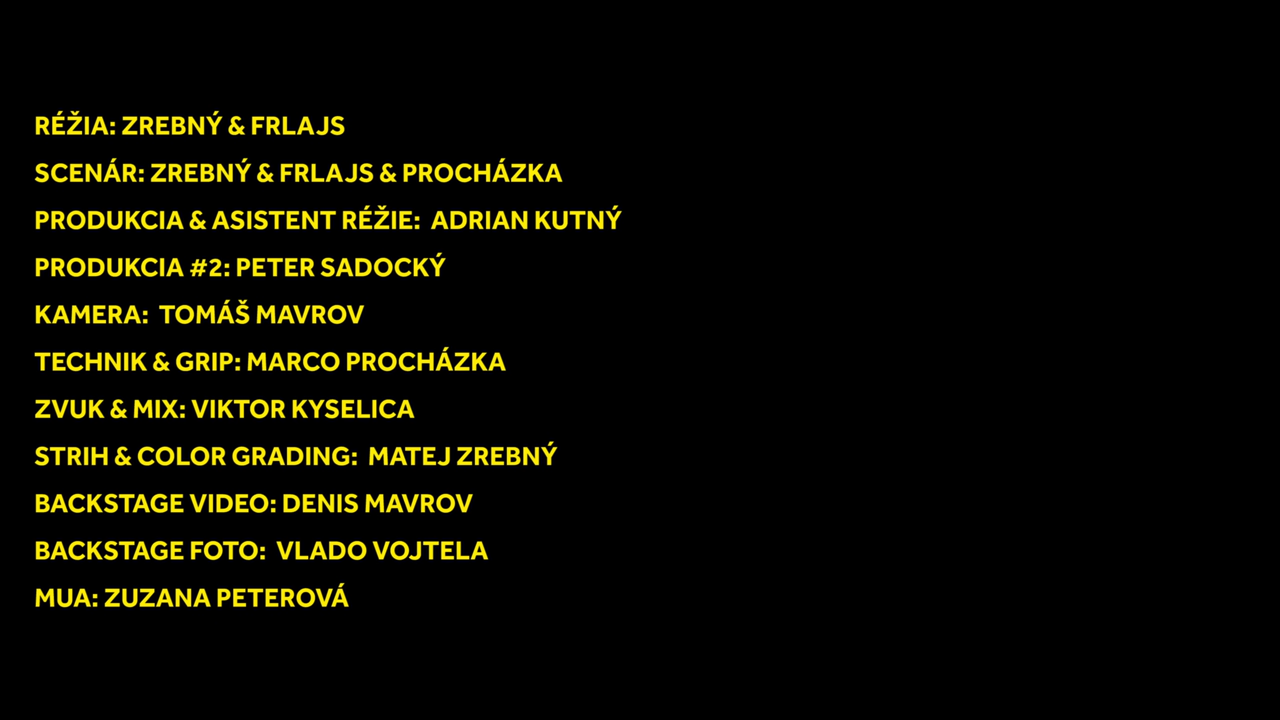 RÉŽIA: ZREBNÝ & FRLAJS
SCENÁR: ZREBNÝ & FRLAJS & PROCHÁZKA
PRODUKCIA & ASISTENT RÉŽIE: ADRIAN KUTNÝ
PRODUKCIA #2: PETER SADOCKÝ
KAMERA: TOMÁŠ MAVROV
TECHNIK & GRIP: MARCO PROCHÁZKA
ZVUK & MIX: VIKTOR KYSELICA
STRIH & COLOR GRADING: MATEJ ZREBNÝ
BACKSTAGE VIDEO: DENIS MAVROV
BACKSTAGE FOTO: VLADO VOJTELA
MUA: ZUZANA PETEROVÁ